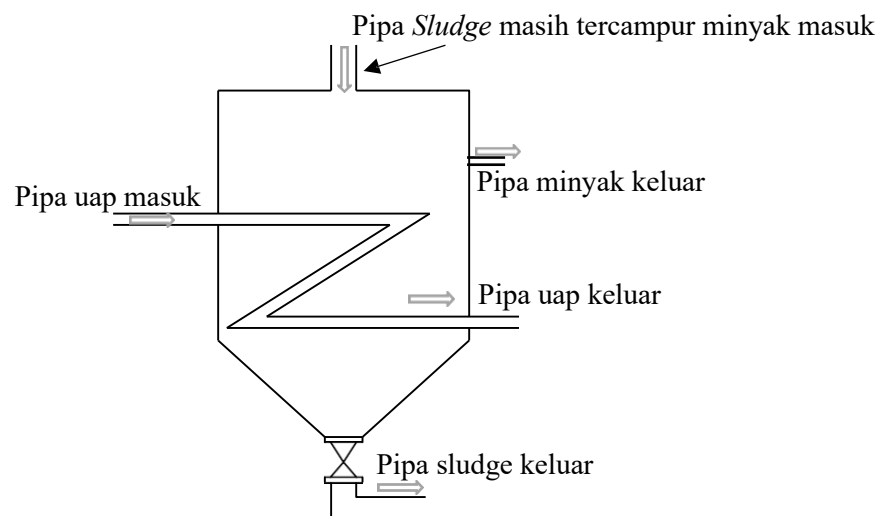 Pipa Sludge masih tercampur minyak masuk
Pipa minyak keluar
Pipa uap masuk
Pipa uap keluar
Pipa sludge keluar